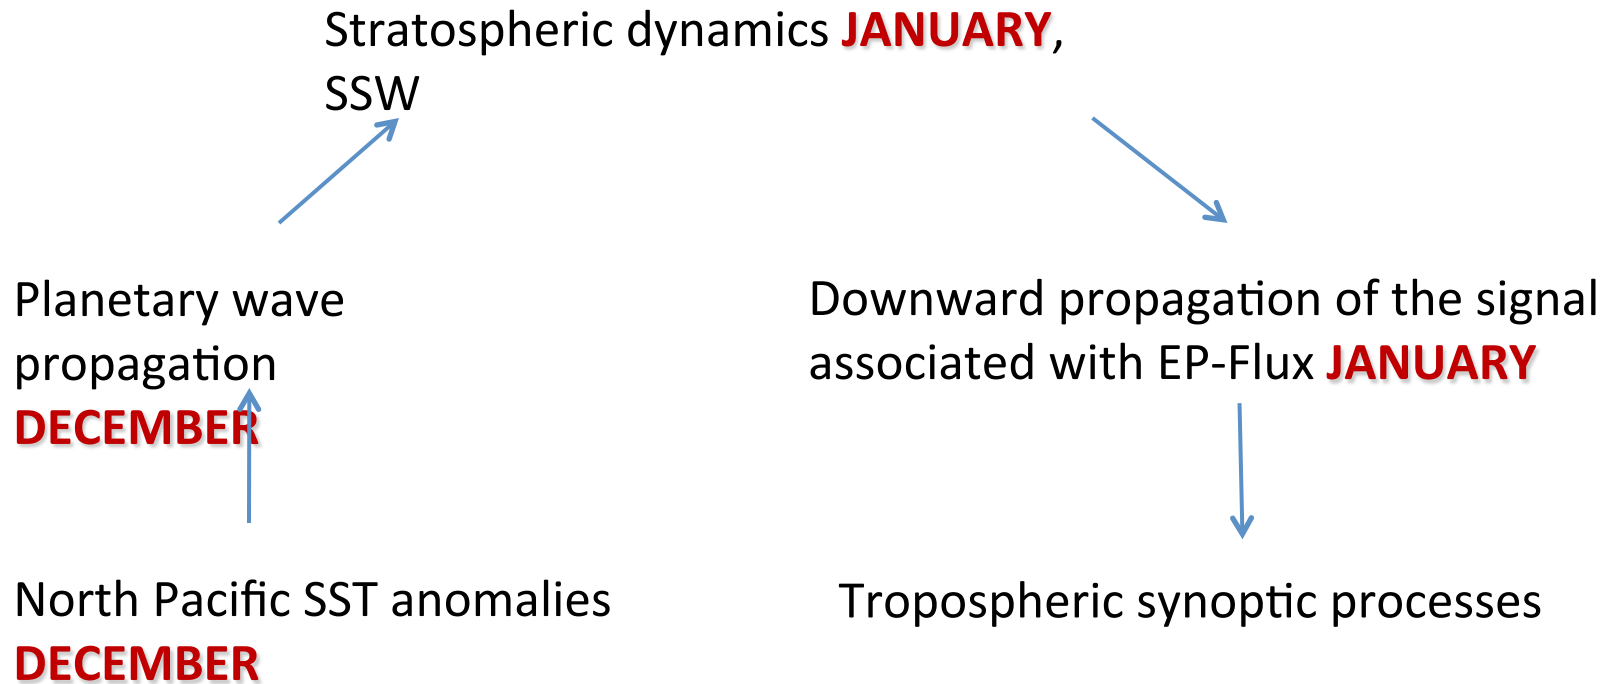 Stratospheric dynamics JANUARY,
SSW
Planetary wave
propagation
DECEMBER
Downward propagation of the signal
associated with EP-Flux JANUARY
North Pacific SST anomalies
DECEMBER
Tropospheric synoptic processes